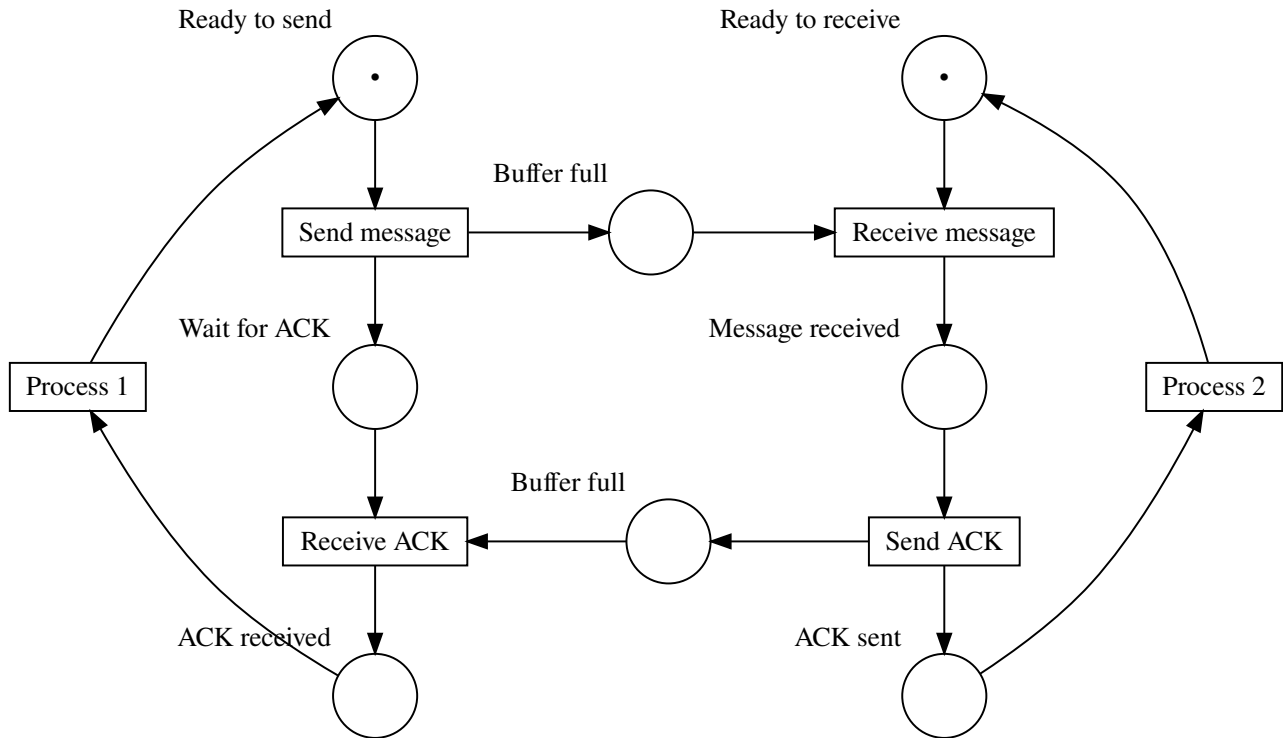 Ready to send
Ready to receive
Buffer full
Send message
Receive message
Wait for ACK
Message received
Process 1
Process 2
Buffer full
Receive ACK
Send ACK
ACK received
ACK sent